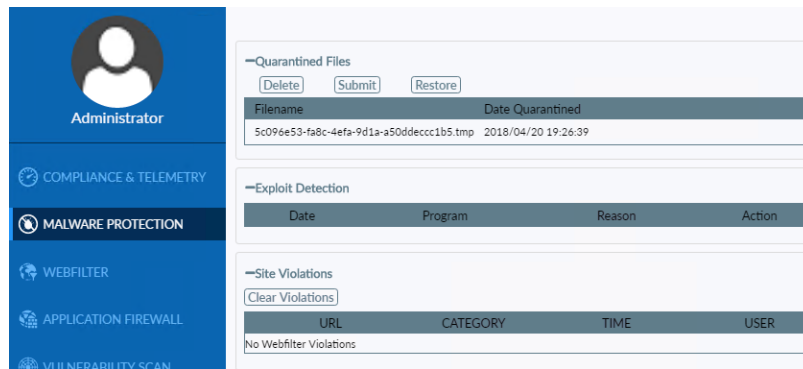 Administrator
COMPLIANCE & TELEMETRY
MALWARE PROTECTION
WEBFILTER
APPLICATION FIREWALL
VULNERABILITY SCAN
Quarantined Files
Delete Submit Restore
Filename Date Quarantined
5c096e53-fa8c-4efa-9d1a-a50ddeccc1b5.tmp 2018/04/20 19:26:39
Exploit Detection
Date Program Reason Action
Site Violations
Clear Violations
URL CATEGORY TIME USER
No Webfilter Violations